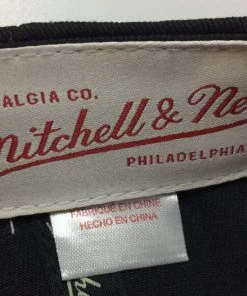 ALGIA CO.
mitchell & Ne
PHILADELPHIA
FABRIQUÉ EN CHINE
HECHO EN CHINA